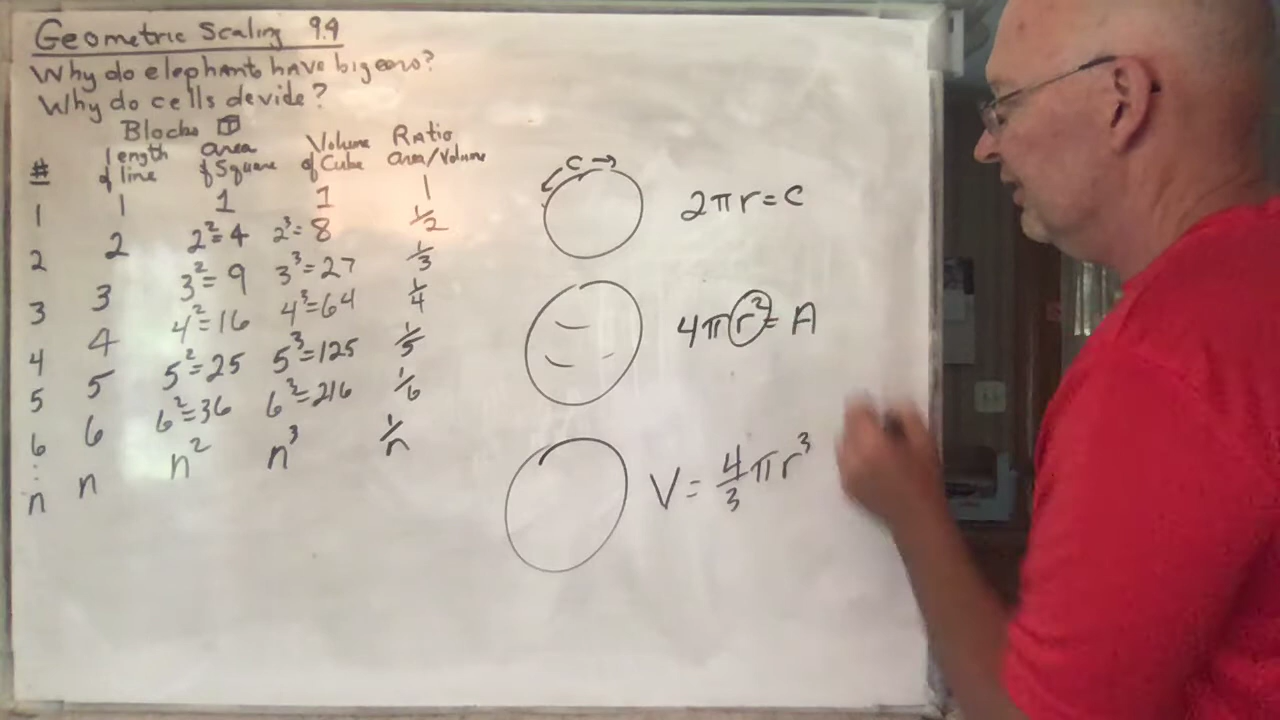 Geometric Scaling 9.4
Why do elephants have big ears?
Why do cells devide?
Blocks
# length of line area of Square Volume of Cube Ratio area/Volume
1 1 1 1 1
2 2 2²=4 2³=8 1/2
3 3 3²=9 3³=27 1/3
4 4 4²=16 4³=64 1/4
5 5 5²=25 5³=125 1/5
6 6 6²=36 6³=216 1/6
⋮
n n n² n³ 1/n
C →
2πr=C
4πr²=A
V=4/3πr³